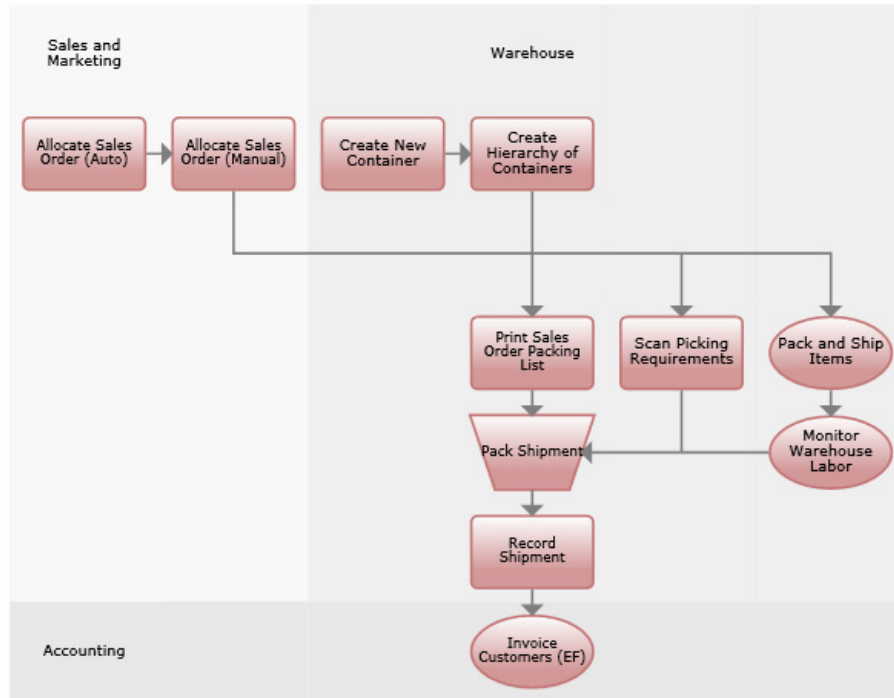 Sales and
Marketing
Warehouse
Allocate Sales
Order (Auto)
Allocate Sales
Order (Manual)
Create New
Container
Create
Hierarchy of
Containers
Print Sales
Order Packing
List
Scan Picking
Requirements
Pack and Ship
Items
Pack Shipment
Monitor
Warehouse
Labor
Record
Shipment
Accounting
Invoice
Customers (EF)